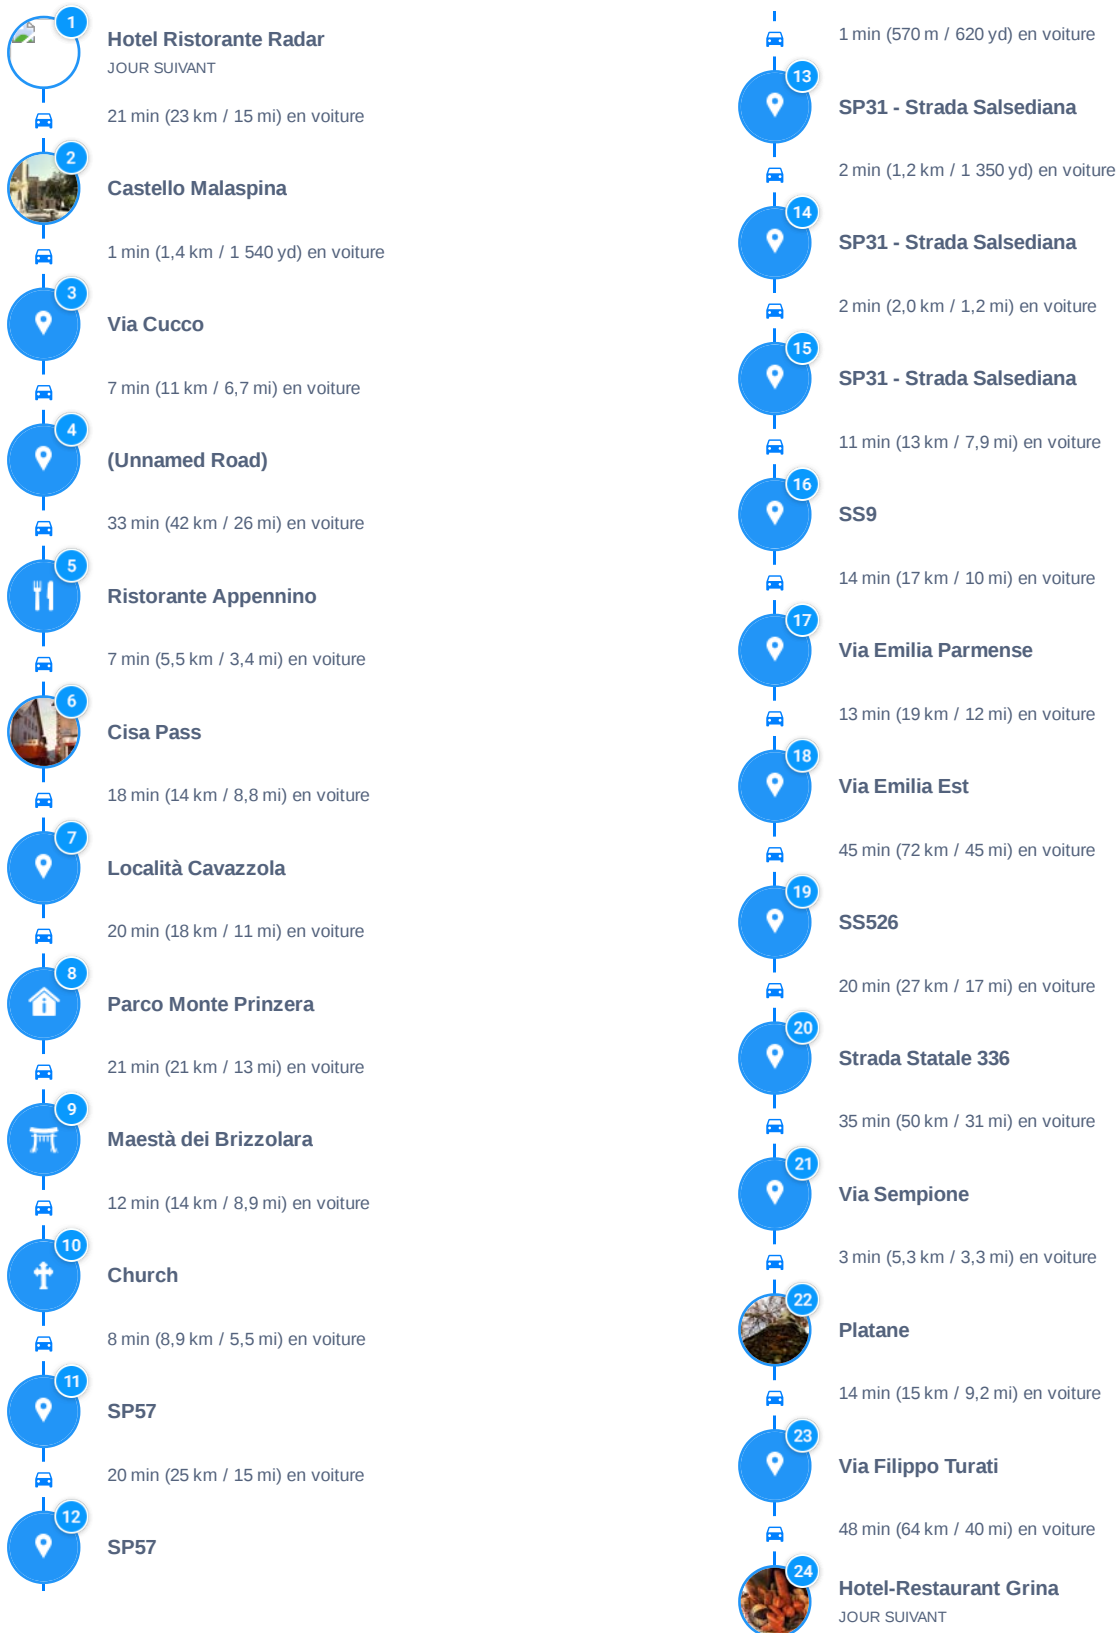 1
Hotel Ristorante Radar
JOUR SUIVANT
21 min (23 km / 15 mi) en voiture
2
Castello Malaspina
1 min (1,4 km / 1 540 yd) en voiture
3
Via Cucco
7 min (11 km / 6,7 mi) en voiture
4
(Unnamed Road)
33 min (42 km / 26 mi) en voiture
5
Ristorante Appennino
7 min (5,5 km / 3,4 mi) en voiture
6
Cisa Pass
18 min (14 km / 8,8 mi) en voiture
7
Località Cavazzola
20 min (18 km / 11 mi) en voiture
8
Parco Monte Prinzera
21 min (21 km / 13 mi) en voiture
9
Maestà dei Brizzolara
12 min (14 km / 8,9 mi) en voiture
10
Church
8 min (8,9 km / 5,5 mi) en voiture
11
SP57
20 min (25 km / 15 mi) en voiture
12
SP57
1 min (570 m / 620 yd) en voiture
13
SP31 - Strada Salsediana
2 min (1,2 km / 1 350 yd) en voiture
14
SP31 - Strada Salsediana
2 min (2,0 km / 1,2 mi) en voiture
15
SP31 - Strada Salsediana
11 min (13 km / 7,9 mi) en voiture
16
SS9
14 min (17 km / 10 mi) en voiture
17
Via Emilia Parmense
13 min (19 km / 12 mi) en voiture
18
Via Emilia Est
45 min (72 km / 45 mi) en voiture
19
SS526
20 min (27 km / 17 mi) en voiture
20
Strada Statale 336
35 min (50 km / 31 mi) en voiture
21
Via Sempione
3 min (5,3 km / 3,3 mi) en voiture
22
Platane
14 min (15 km / 9,2 mi) en voiture
23
Via Filippo Turati
48 min (64 km / 40 mi) en voiture
24
Hotel-Restaurant Grina
JOUR SUIVANT